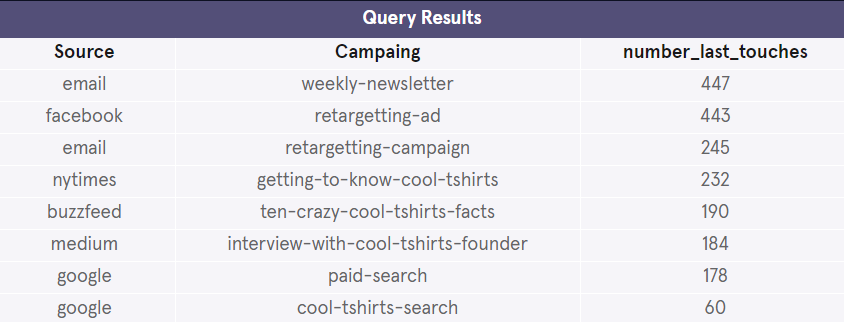 Query Results
Source Campaing number_last_touches
email weekly-newsletter 447
facebook retargetting-ad 443
email retargetting-campaign 245
nytimes getting-to-know-cool-tshirts 232
buzzfeed ten-crazy-cool-tshirts-facts 190
medium interview-with-cool-tshirts-founder 184
google paid-search 178
google cool-tshirts-search 60